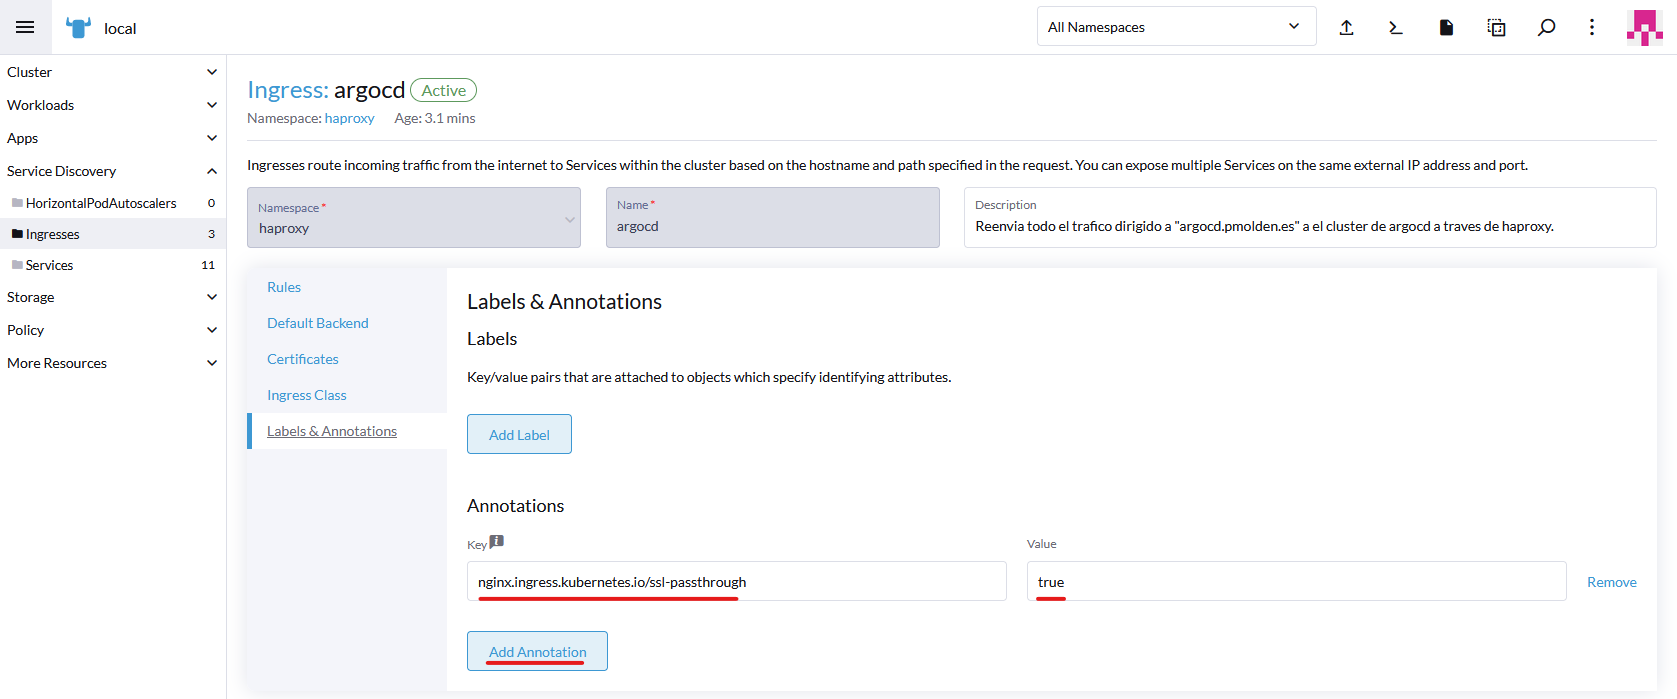 local
All Namespaces
Cluster
Workloads
Apps
Service Discovery
HorizontalPodAutoscalers 0
Ingresses 3
Services 11
Storage
Policy
More Resources
Ingress: argocd Active
Namespace: haproxy Age: 3.1 mins
Ingresses route incoming traffic from the internet to Services within the cluster based on the hostname and path specified in the request. You can expose multiple Services on the same external IP address and port.
Namespace *
haproxy
Name *
argocd
Description
Reenvia todo el trafico dirigido a "argocd.pmolden.es" a el cluster de argocd a traves de haproxy.
Rules
Default Backend
Certificates
Ingress Class
Labels & Annotations
Labels & Annotations
Labels
Key/value pairs that are attached to objects which specify identifying attributes.
Add Label
Annotations
Key Value
nginx.ingress.kubernetes.io/ssl-passthrough true Remove
Add Annotation